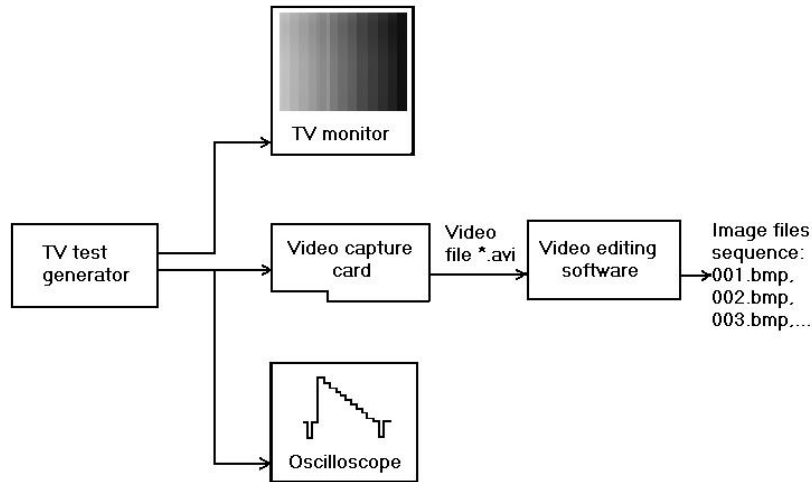 TV monitor
TV test
generator
Video capture
card
Video
file *.avi
Video editing
software
Image files
sequence:
001.bmp,
002.bmp,
003.bmp,...
Oscilloscope